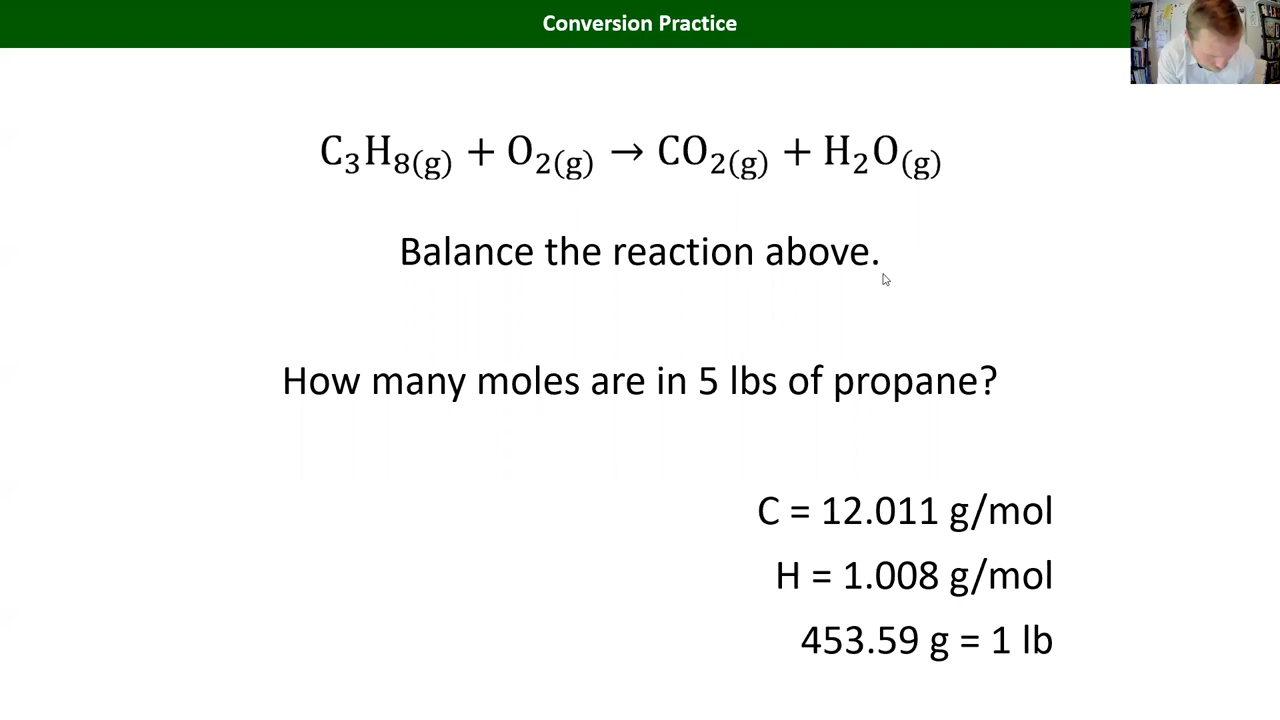 Conversion Practice
C₃H₈₍g₎ + O₂₍g₎ → CO₂₍g₎ + H₂O₍g₎
Balance the reaction above.
How many moles are in 5 lbs of propane?
C = 12.011 g/mol
H = 1.008 g/mol
453.59 g = 1 lb